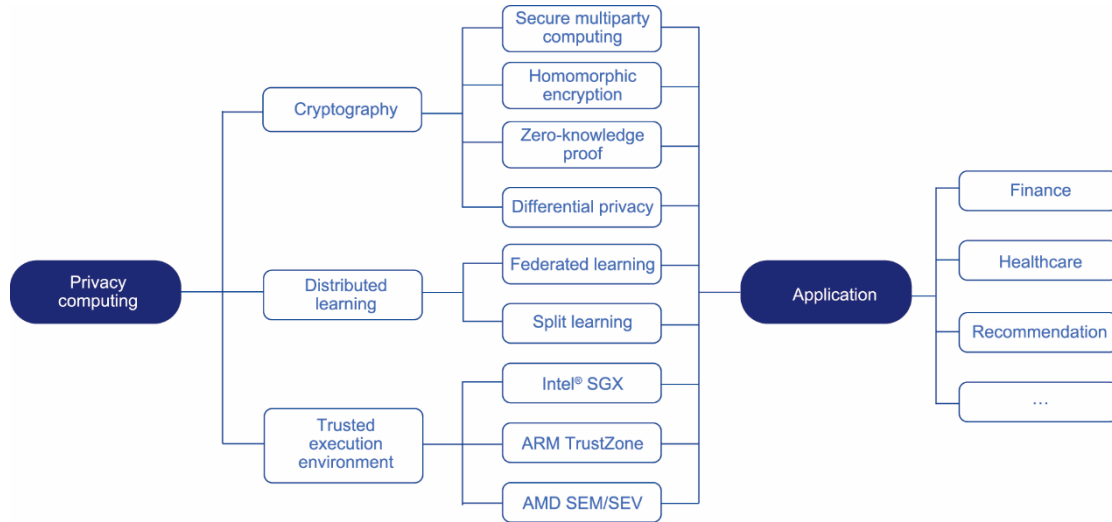 Privacy
computing
Cryptography
Distributed
learning
Trusted
execution
environment
Secure multiparty
computing
Homomorphic
encryption
Zero-knowledge
proof
Differential privacy
Federated learning
Split learning
Intel® SGX
ARM TrustZone
AMD SEM/SEV
Application
Finance
Healthcare
Recommendation
…